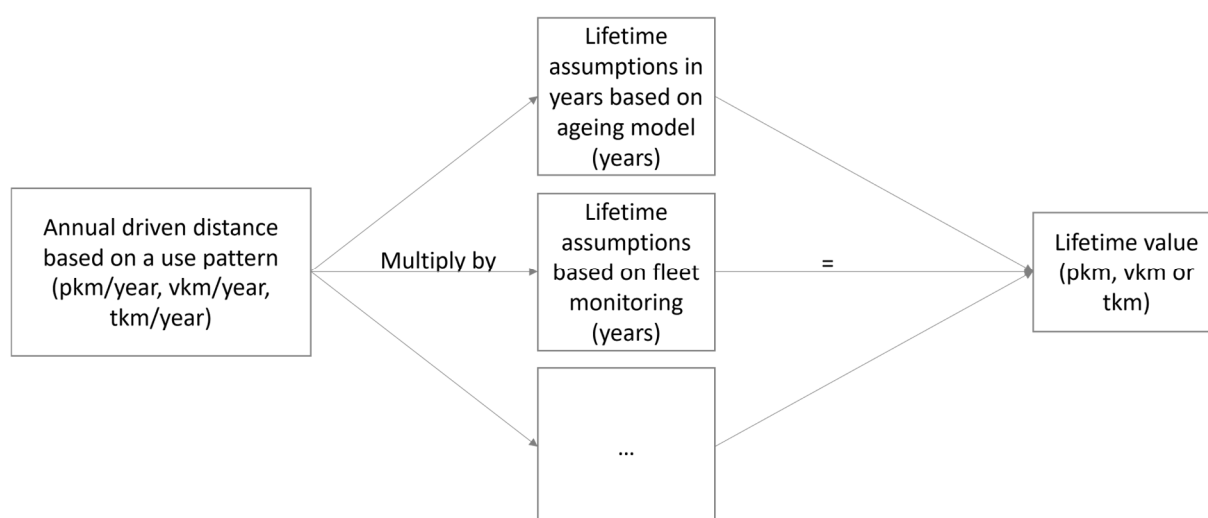 Annual driven distance
based on a use pattern
(pkm/year, vkm/year,
tkm/year)
Multiply by
Lifetime
assumptions in
years based on
ageing model
(years)
Lifetime
assumptions
based on fleet
monitoring
(years)
...
=
Lifetime value
(pkm, vkm or
tkm)